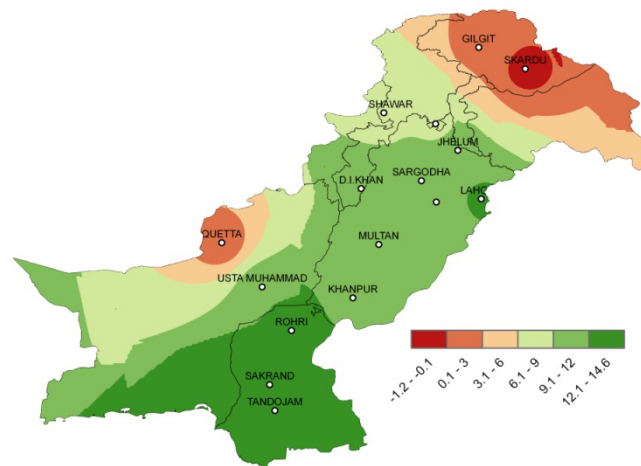 GILGIT
SKARDU
SHAWAR
JHELUM
D.I.KHAN
SARGODHA
LAHO
QUETTA
MULTAN
USTA MUHAMMAD
KHANPUR
ROHRI
SAKRAND
TANDOJAM
-1.2 - -0.1
0.1 - 3
3.1 - 6
6.1 - 9
9.1 - 12
12.1 - 14.6